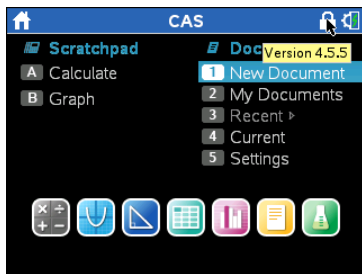 CAS
Scratchpad
A Calculate
B Graph
Doc
Version 4.5.5
1 New Document
2 My Documents
3 Recent ▹
4 Current
5 Settings